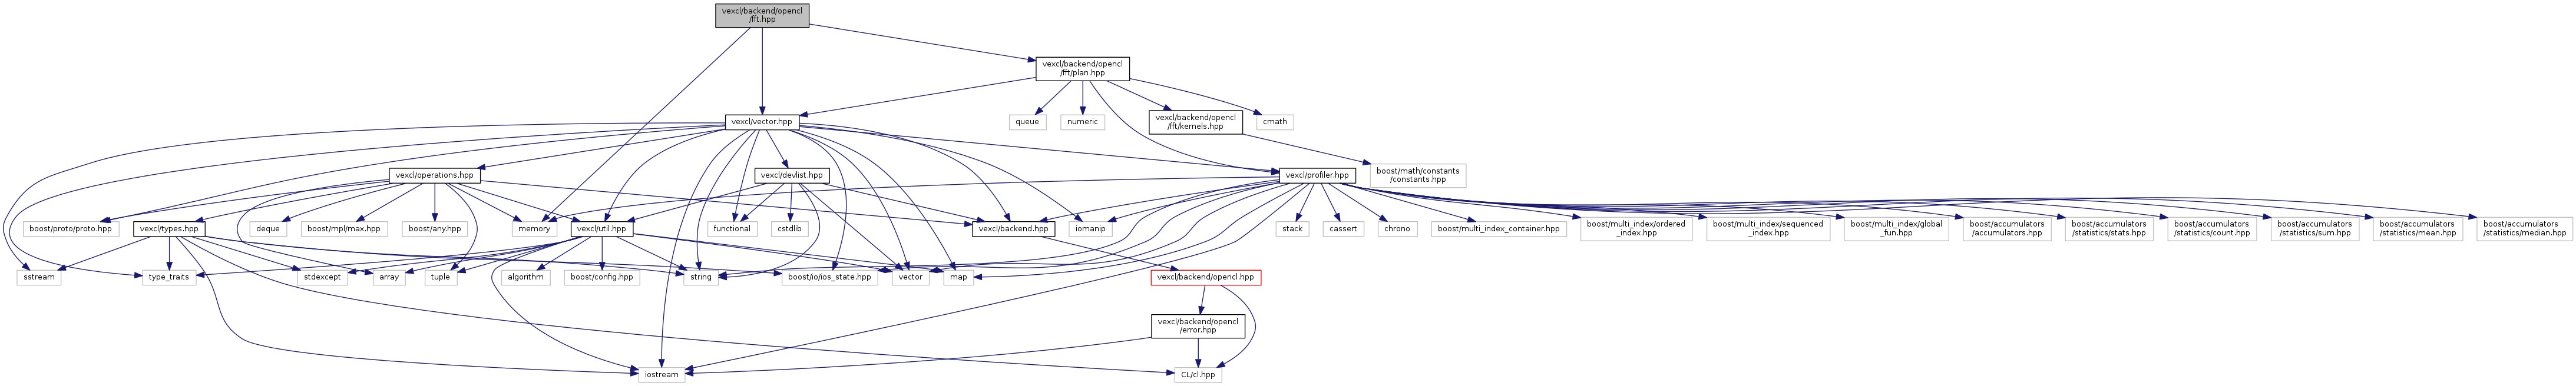 vexcl/backend/opencl
/fft.hpp
vexcl/backend/opencl
/fft/plan.hpp
vexcl/vector.hpp
queue
numeric
vexcl/backend/opencl
/fft/kernels.hpp
cmath
vexcl/operations.hpp
vexcl/devlist.hpp
vexcl/profiler.hpp
boost/math/constants
/constants.hpp
boost/proto/proto.hpp
vexcl/types.hpp
deque
boost/mpl/max.hpp
boost/any.hpp
memory
vexcl/util.hpp
functional
cstdlib
vexcl/backend.hpp
iomanip
stack
cassert
chrono
boost/multi_index_container.hpp
boost/multi_index/ordered
_index.hpp
boost/multi_index/sequenced
_index.hpp
boost/multi_index/global
_fun.hpp
boost/accumulators
/accumulators.hpp
boost/accumulators
/statistics/stats.hpp
boost/accumulators
/statistics/count.hpp
boost/accumulators
/statistics/sum.hpp
boost/accumulators
/statistics/mean.hpp
boost/accumulators
/statistics/median.hpp
sstream
type_traits
stdexcept
array
tuple
algorithm
boost/config.hpp
string
boost/io/ios_state.hpp
vector
map
vexcl/backend/opencl.hpp
vexcl/backend/opencl
/error.hpp
iostream
CL/cl.hpp